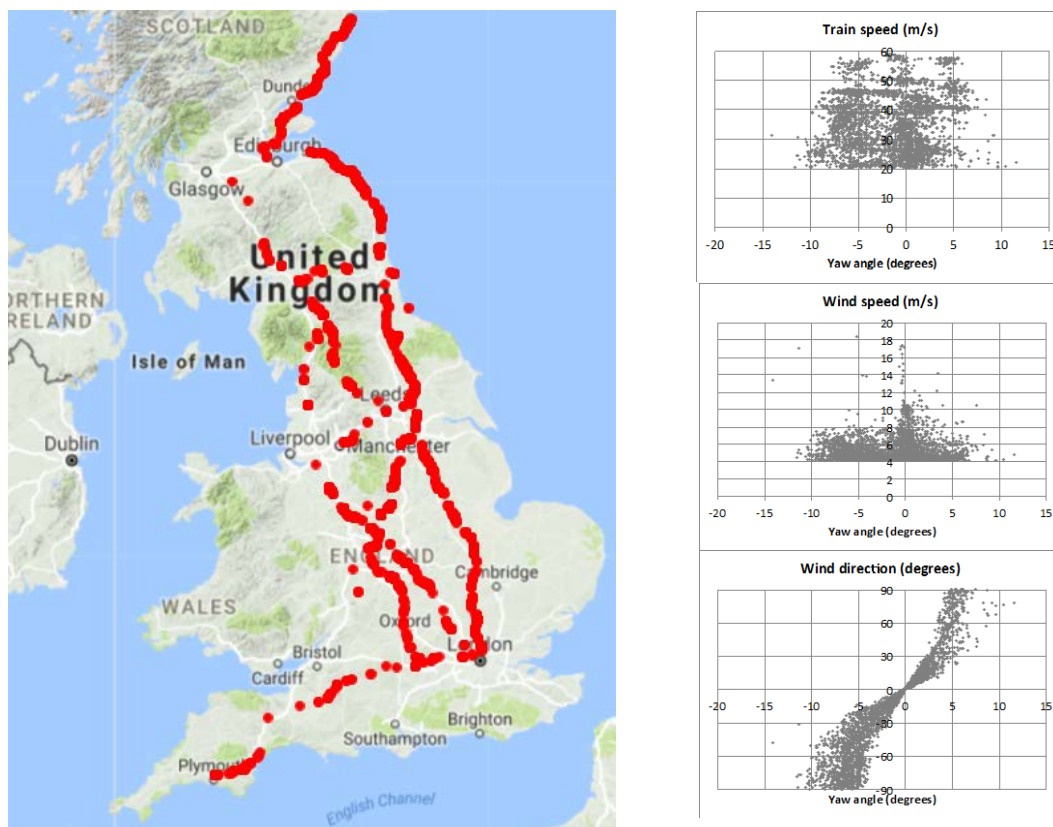 SCOTLAND
Dunde
Edinburgh
Glasgow
United
Kingdom
ORTHERN
RELAND
Isle of Man
Leeds
Dublin
Liverpool
Manchester
ENGLAND
Cambridge
WALES
Oxford
London
Bristol
Cardiff
Brighton
Southampton
Plymouth
English Channel
Train speed (m/s)
60
50
40
30
20
10
0
-20 -15 -10 -5 0 5 10 15
Yaw angle (degrees)
Wind speed (m/s)
20
18
16
14
12
10
8
6
4
2
0
-20 -15 -10 -5 0 5 10 15
Yaw angle (degrees)
Wind direction (degrees)
90
60
30
0
-20 -15 -10 -5 0 5 10 15
-30
-60
-90
Yaw angle (degrees)